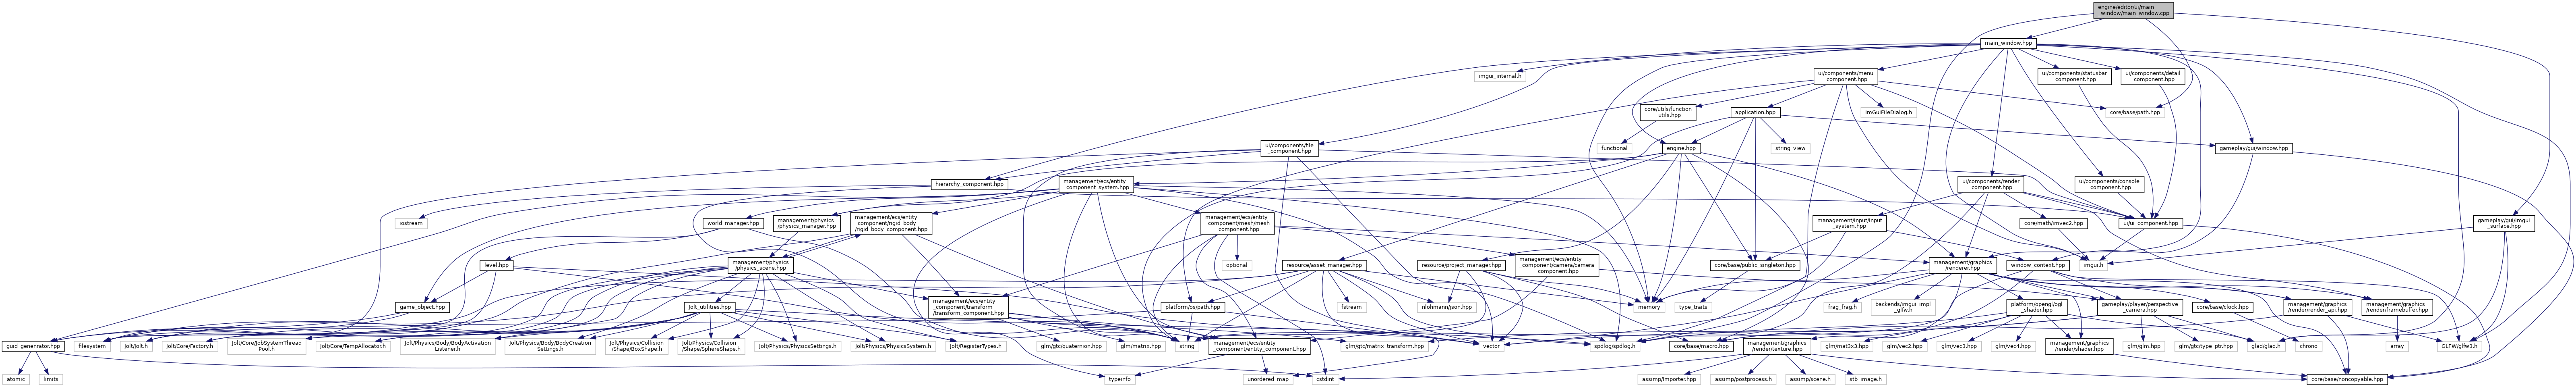 engine/editor/ui/main
_window/main_window.cpp
main_window.hpp
imgui_internal.h
ui/components/menu
_component.hpp
ui/components/statusbar
_component.hpp
ui/components/detail
_component.hpp
core/utils/function
_utils.hpp
application.hpp
ImGuiFileDialog.h
core/base/path.hpp
ui/components/file
_component.hpp
functional
engine.hpp
string_view
gameplay/gui/window.hpp
hierarchy_component.hpp
management/ecs/entity
_component_system.hpp
ui/components/render
_component.hpp
ui/components/console
_component.hpp
iostream
world_manager.hpp
management/physics
/physics_manager.hpp
management/ecs/entity
_component/rigid_body
/rigid_body_component.hpp
management/ecs/entity
_component/mesh/mesh
_component.hpp
management/input/input
_system.hpp
core/math/imvec2.hpp
ui/ui_component.hpp
gameplay/gui/imgui
_surface.hpp
level.hpp
management/physics
/physics_scene.hpp
optional
resource/asset_manager.hpp
resource/project_manager.hpp
management/ecs/entity
_component/camera/camera
_component.hpp
core/base/public_singleton.hpp
management/graphics
/renderer.hpp
window_context.hpp
imgui.h
game_object.hpp
Jolt_utilities.hpp
management/ecs/entity
_component/transform
/transform_component.hpp
platform/os/path.hpp
fstream
nlohmann/json.hpp
memory
type_traits
frag_frag.h
backends/imgui_impl
_glfw.h
platform/opengl/ogl
_shader.hpp
gameplay/player/perspective
_camera.hpp
core/base/clock.hpp
management/graphics
/render/render_api.hpp
management/graphics
/render/framebuffer.hpp
guid_generator.hpp
filesystem
Jolt/Jolt.h
Jolt/Core/Factory.h
Jolt/Core/JobSystemThread
Pool.h
Jolt/Core/TempAllocator.h
Jolt/Physics/Body/BodyActivation
Listener.h
Jolt/Physics/Body/BodyCreation
Settings.h
Jolt/Physics/Collision
/Shape/BoxShape.h
Jolt/Physics/Collision
/Shape/SphereShape.h
Jolt/Physics/PhysicsSettings.h
Jolt/Physics/PhysicsSystem.h
Jolt/RegisterTypes.h
glm/gtc/quaternion.hpp
glm/matrix.hpp
string
management/ecs/entity
_component/entity_component.hpp
glm/gtc/matrix_transform.hpp
vector
spdlog/spdlog.h
core/base/macro.hpp
management/graphics
/render/texture.hpp
glm/mat3x3.hpp
glm/vec2.hpp
glm/vec3.hpp
glm/vec4.hpp
management/graphics
/render/shader.hpp
glm/glm.hpp
glm/gtc/type_ptr.hpp
glad/glad.h
chrono
array
GLFW/glfw3.h
atomic
limits
typeinfo
unordered_map
cstdint
assimp/Importer.hpp
assimp/postprocess.h
assimp/scene.h
stb_image.h
core/base/noncopyable.hpp